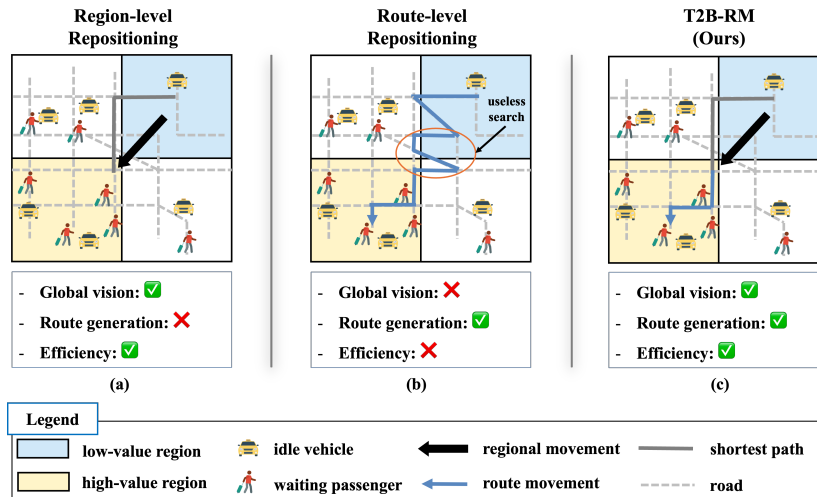 Region-level
Repositioning
Route-level
Repositioning
T2B-RM
(Ours)
useless
search
- Global vision: ✅
- Route generation: ❌
- Efficiency: ✅
- Global vision: ❌
- Route generation: ✅
- Efficiency: ❌
- Global vision: ✅
- Route generation: ✅
- Efficiency: ✅
(a)
(b)
(c)
Legend
low-value region
idle vehicle
regional movement
shortest path
high-value region
waiting passenger
route movement
road